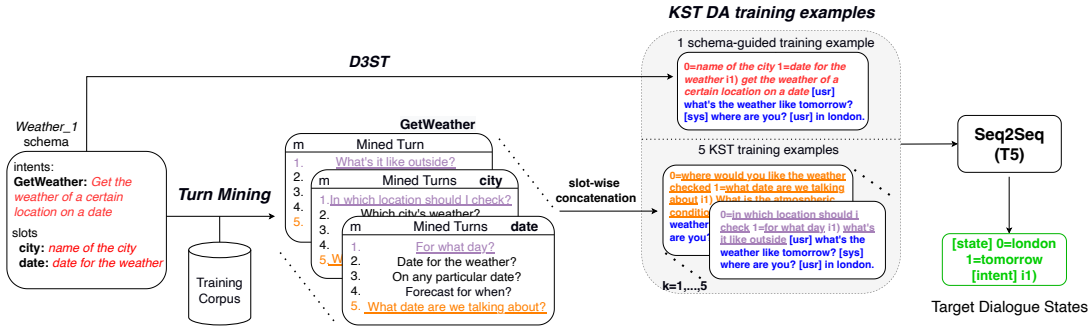 KST DA training examples
1 schema-guided training example
0=name of the city 1=date for the
weather i1) get the weather of a
certain location on a date [usr]
what's the weather like tomorrow?
[sys] where are you? [usr] in london.
D3ST
Weather_1
schema
intents:
GetWeather: Get the
weather of a certain
location on a date
slots
city: name of the city
date: date for the weather
Turn Mining
Training
Corpus
GetWeather
m Mined Turn
1. What's it like outside?
2.
3.
4.
5. W
m Mined Turns city
1. In which location should I check?
2. Which city's weather?
3.
4.
5.
m Mined Turns date
1. For what day?
2. Date for the weather?
3. On any particular date?
4. Forecast for when?
5. What date are we talking about?
slot-wise
concatenation
5 KST training examples
0=where would you like the weather
checked 1=what date are we talking
about i1) What is the atmospheric
conditio
weather
are you?
0=in which location should i
check 1=for what day i1) what's
it like outside [usr] what's the
weather like tomorrow? [sys]
where are you? [usr] in london.
k=1,...,5
Seq2Seq
(T5)
[state] 0=london
1=tomorrow
[intent] i1)
Target Dialogue States